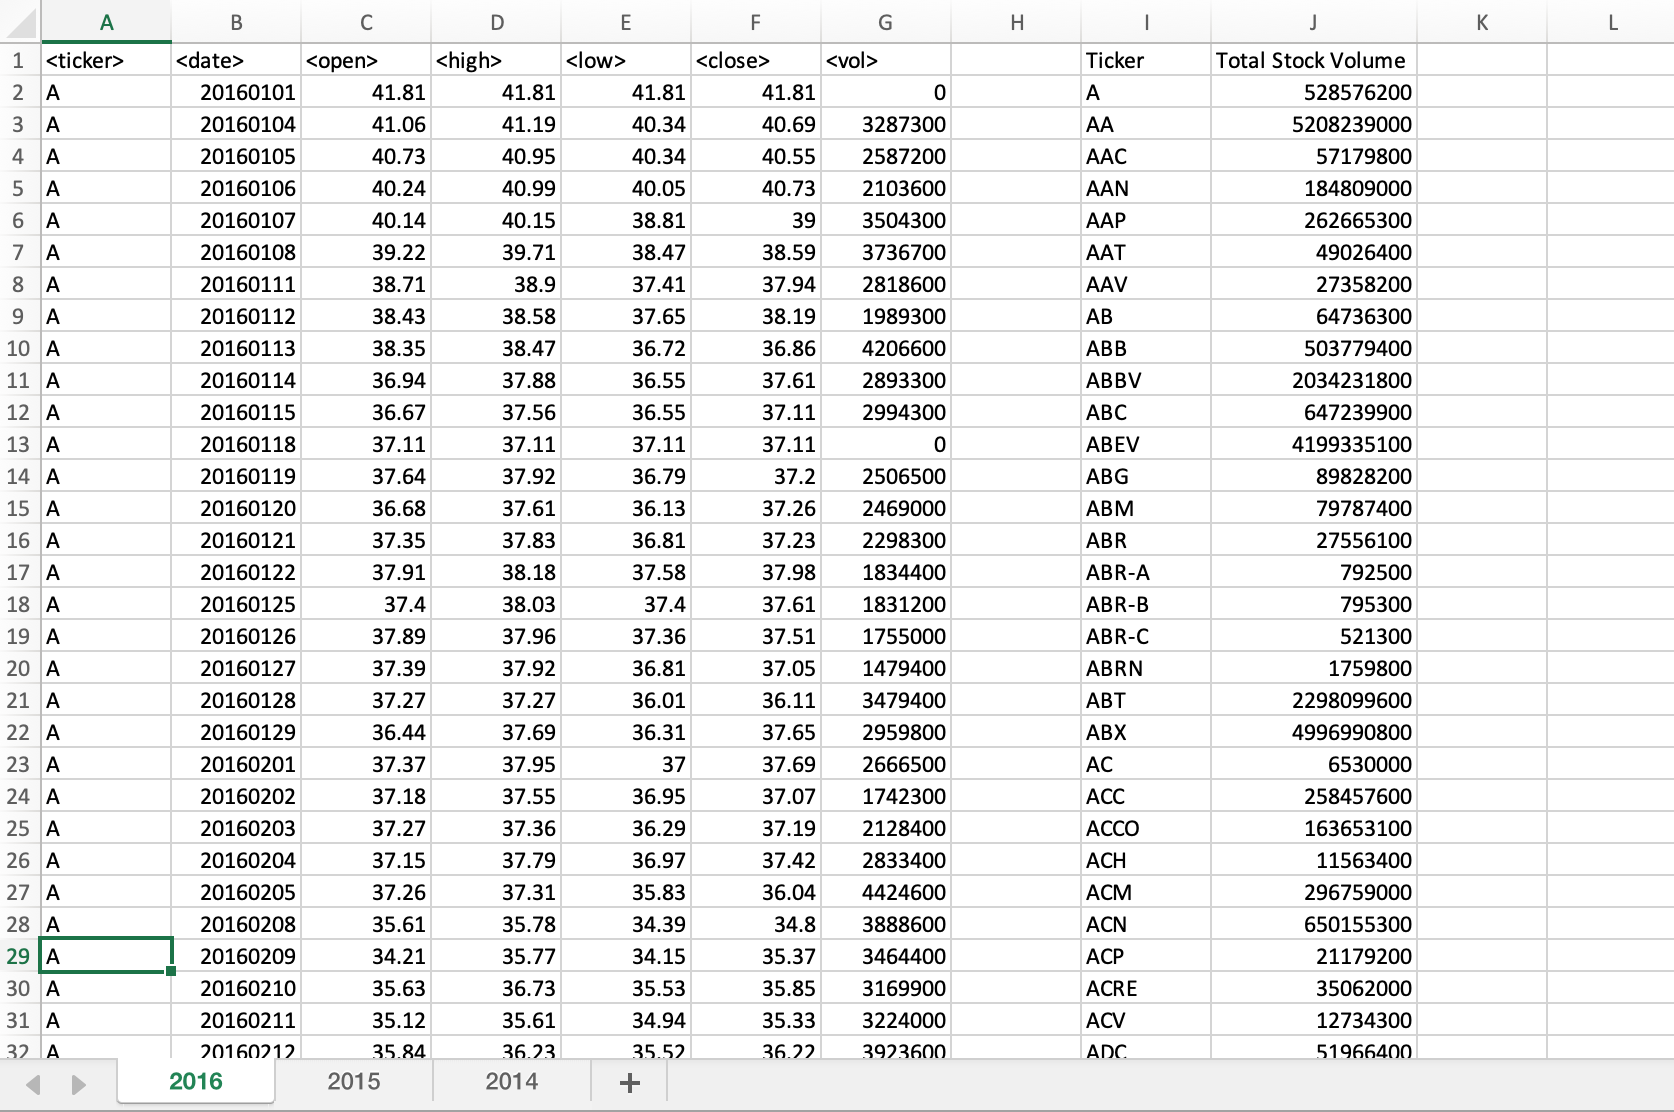 A B C D E F G H I J K L
1 <ticker> <date> <open> <high> <low> <close> <vol> Ticker Total Stock Volume
2 A 20160101 41.81 41.81 41.81 41.81 0 A 528576200
3 A 20160104 41.06 41.19 40.34 40.69 3287300 AA 5208239000
4 A 20160105 40.73 40.95 40.34 40.55 2587200 AAC 57179800
5 A 20160106 40.24 40.99 40.05 40.73 2103600 AAN 184809000
6 A 20160107 40.14 40.15 38.81 39 3504300 AAP 262665300
7 A 20160108 39.22 39.71 38.47 38.59 3736700 AAT 49026400
8 A 20160111 38.71 38.9 37.41 37.94 2818600 AAV 27358200
9 A 20160112 38.43 38.58 37.65 38.19 1989300 AB 64736300
10 A 20160113 38.35 38.47 36.72 36.86 4206600 ABB 503779400
11 A 20160114 36.94 37.88 36.55 37.61 2893300 ABBV 2034231800
12 A 20160115 36.67 37.56 36.55 37.11 2994300 ABC 647239900
13 A 20160118 37.11 37.11 37.11 37.11 0 ABEV 4199335100
14 A 20160119 37.64 37.92 36.79 37.2 2506500 ABG 89828200
15 A 20160120 36.68 37.61 36.13 37.26 2469000 ABM 79787400
16 A 20160121 37.35 37.83 36.81 37.23 2298300 ABR 27556100
17 A 20160122 37.91 38.18 37.58 37.98 1834400 ABR-A 792500
18 A 20160125 37.4 38.03 37.4 37.61 1831200 ABR-B 795300
19 A 20160126 37.89 37.96 37.36 37.51 1755000 ABR-C 521300
20 A 20160127 37.39 37.92 36.81 37.05 1479400 ABRN 1759800
21 A 20160128 37.27 37.27 36.01 36.11 3479400 ABT 2298099600
22 A 20160129 36.44 37.69 36.31 37.65 2959800 ABX 4996990800
23 A 20160201 37.37 37.95 37 37.69 2666500 AC 6530000
24 A 20160202 37.18 37.55 36.95 37.07 1742300 ACC 258457600
25 A 20160203 37.27 37.36 36.29 37.19 2128400 ACCO 163653100
26 A 20160204 37.15 37.79 36.97 37.42 2833400 ACH 11563400
27 A 20160205 37.26 37.31 35.83 36.04 4424600 ACM 296759000
28 A 20160208 35.61 35.78 34.39 34.8 3888600 ACN 650155300
29 A 20160209 34.21 35.77 34.15 35.37 3464400 ACP 21179200
30 A 20160210 35.63 36.73 35.53 35.85 3169900 ACRE 35062000
31 A 20160211 35.12 35.61 34.94 35.33 3224000 ACV 12734300
32 A 20160212 35.84 36.23 35.52 36.22 3923600 ADC 51966400
2016 2015 2014 +